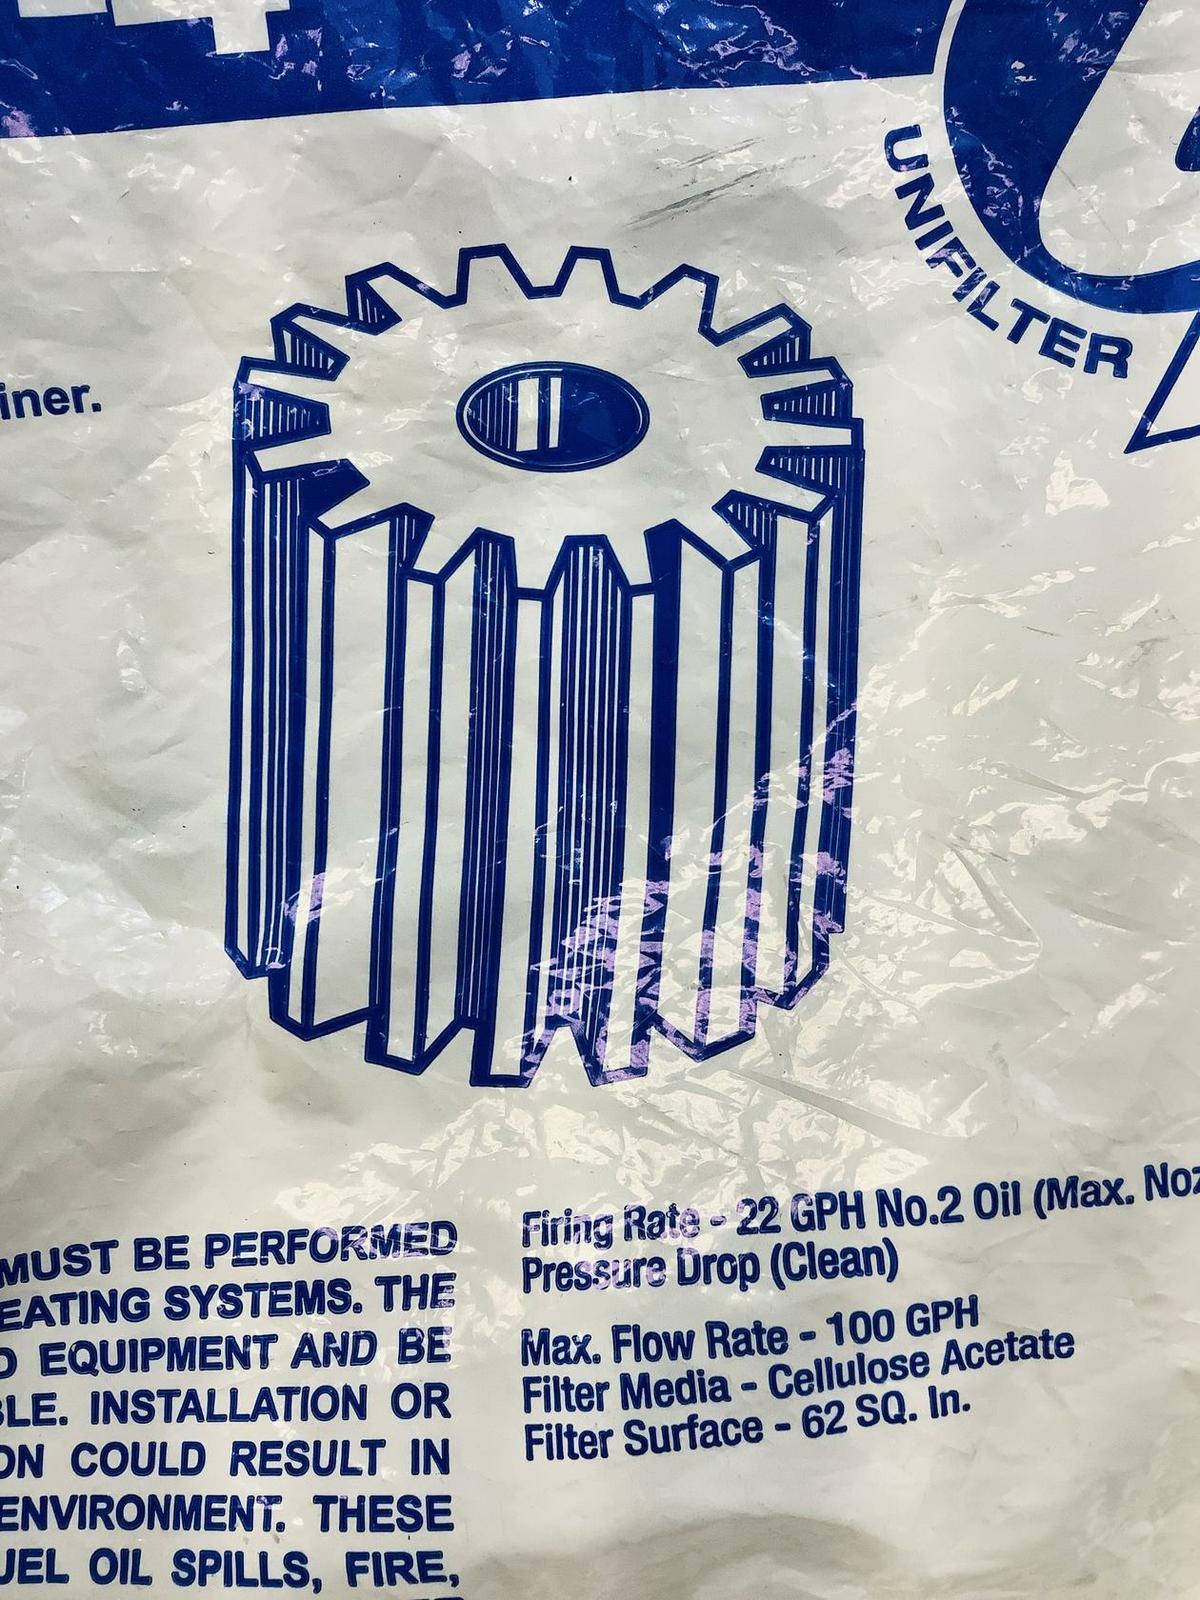 UNIFILTER
iner.
MUST BE PERFORMED
EATING SYSTEMS. THE
EQUIPMENT AND BE
BLE. INSTALLATION OR
ON COULD RESULT IN
ENVIRONMENT. THESE
UEL OIL SPILLS, FIRE,
Firing Rate - 22 GPH No.2 Oil (Max. Noz
Pressure Drop (Clean)
Max. Flow Rate - 100 GPH
Filter Media - Cellulose Acetate
Filter Surface - 62 SQ. In.